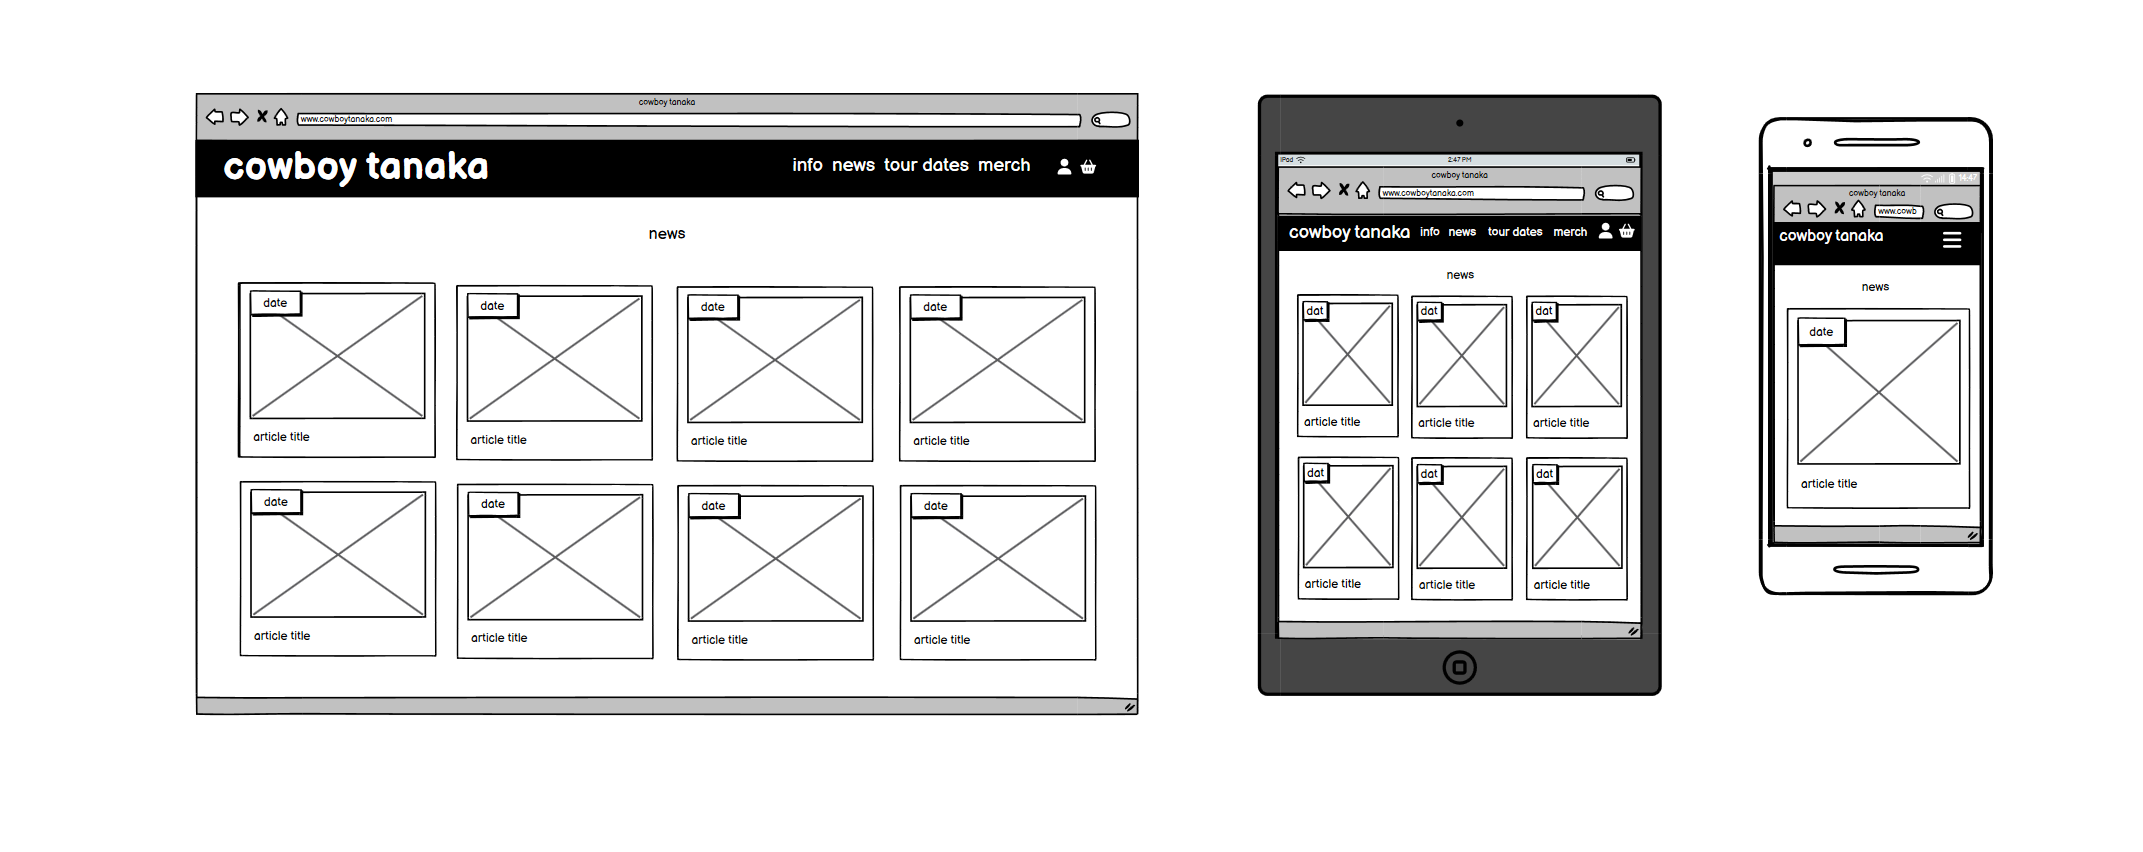 cowboy tanaka
www.cowboytanaka.com
cowboy tanaka info news tour dates merch
news
date date date date
article title article title article title article title
date date date date
article title article title article title article title
iPad 2:47 PM
cowboy tanaka
www.cowboytanaka.com
cowboy tanaka info news tour dates merch
news
dat dat dat
article title article title article title
dat dat dat
article title article title article title
14:47
cowboy tanaka
www.cowb
cowboy tanaka
news
date
article title